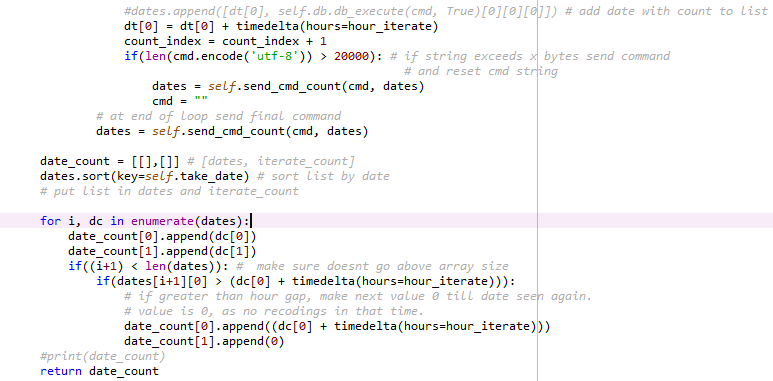 #dates.append([dt[0], self.db.db_execute(cmd, True)[0][0][0]]) # add date with count to list
dt[0] = dt[0] + timedelta(hours=hour_iterate)
count_index = count_index + 1
if(len(cmd.encode('utf-8')) > 20000): # if string exceeds x bytes send command
# and reset cmd string
dates = self.send_cmd_count(cmd, dates)
cmd = ""
# at end of loop send final command
dates = self.send_cmd_count(cmd, dates)
date_count = [[],[]] # [dates, iterate_count]
dates.sort(key=self.take_date) # sort list by date
# put list in dates and iterate_count
for i, dc in enumerate(dates):
date_count[0].append(dc[0])
date_count[1].append(dc[1])
if((i+1) < len(dates)): #  make sure doesnt go above array size
if(dates[i+1][0] > (dc[0] + timedelta(hours=hour_iterate))):
# if greater than hour gap, make next value 0 till date seen again.
# value is 0, as no recodings in that time.
date_count[0].append((dc[0] + timedelta(hours=hour_iterate)))
date_count[1].append(0)
#print(date_count)
return date_count